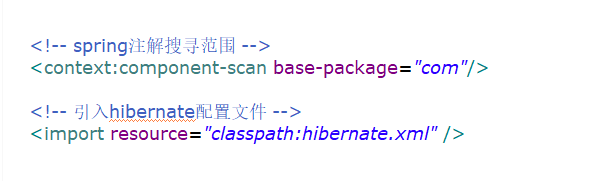 <!-- spring注解搜寻范围 -->
<context:component-scan base-package="com"/>
<!-- 引入hibernate配置文件 -->
<import resource="classpath:hibernate.xml" />